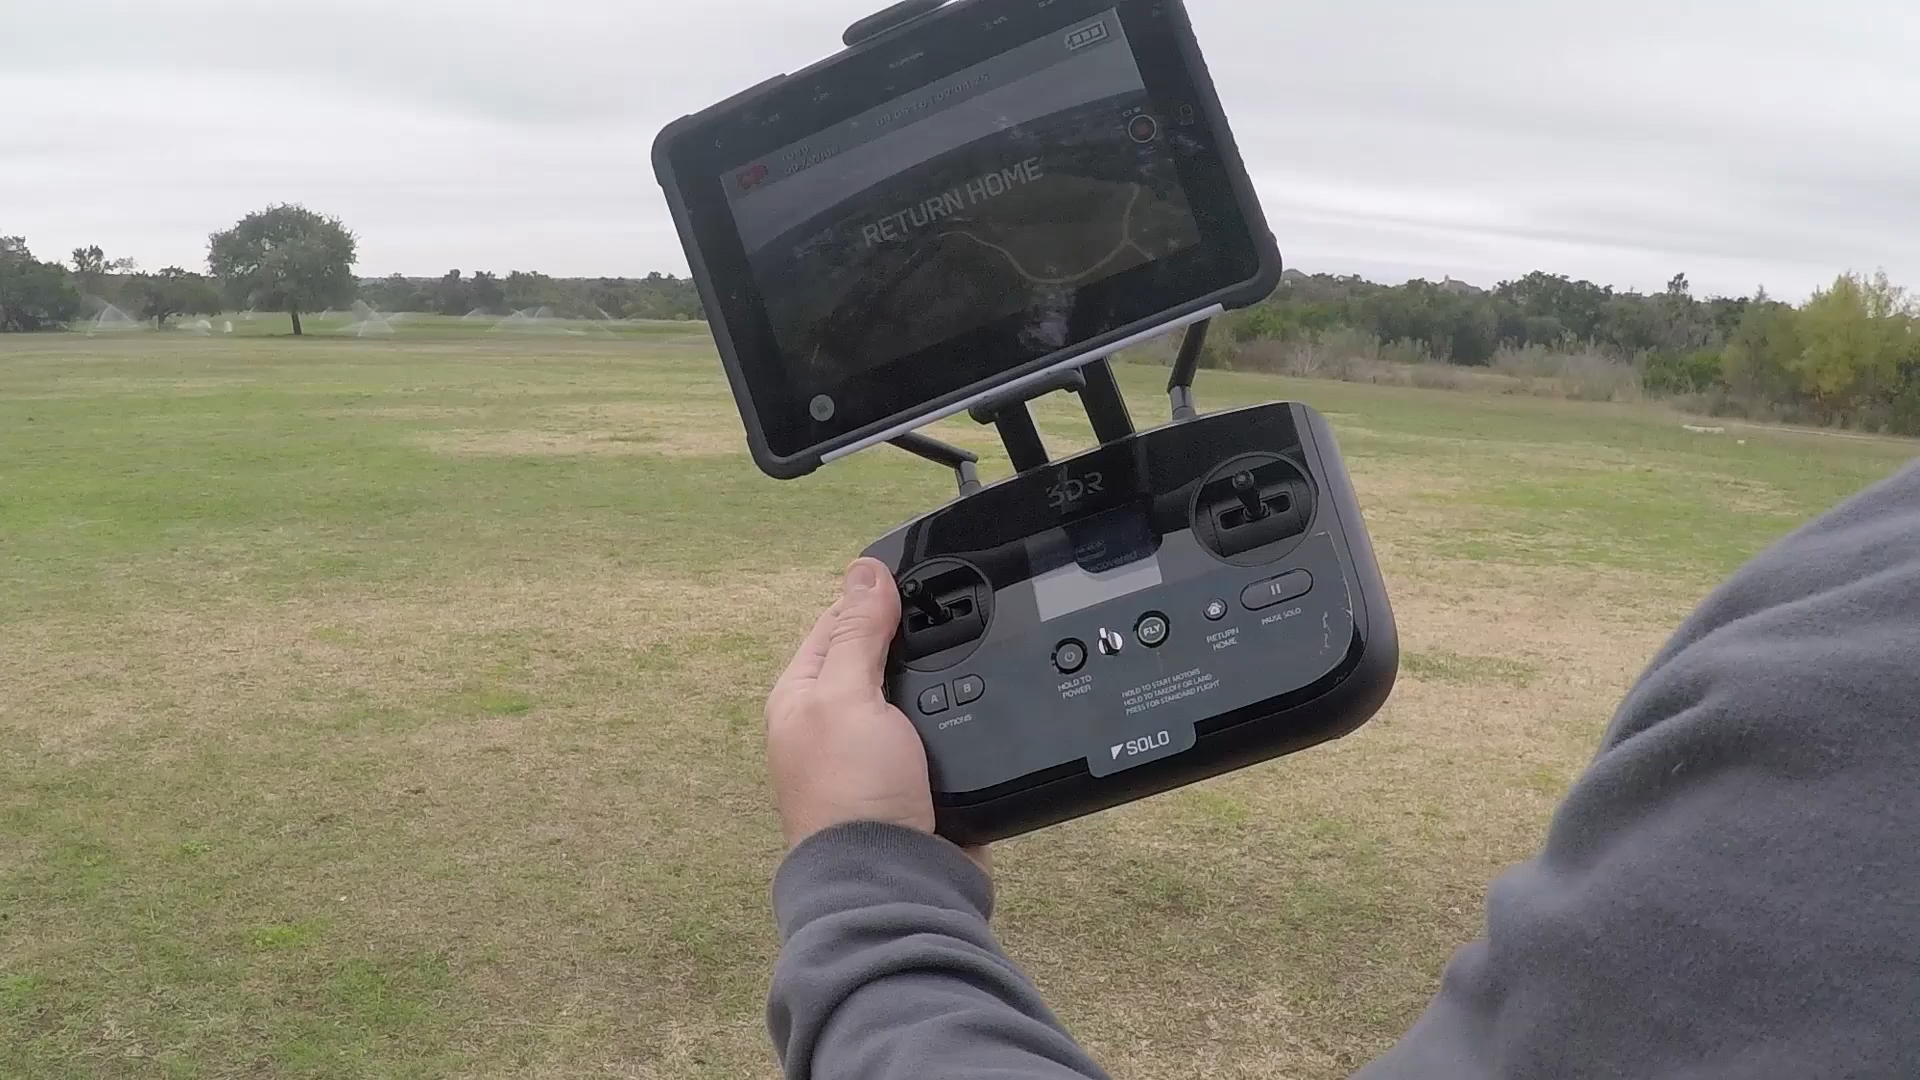 RETURN HOME
3DR
recovered
FLY
HOLD TO
POWER
HOLD TO START MOTORS
HOLD TO TAKEOFF OR LAND
PRESS FOR STANDARD FLIGHT
RETURN
HOME
PAUSE SOLO
A B
OPTIONS
SOLO